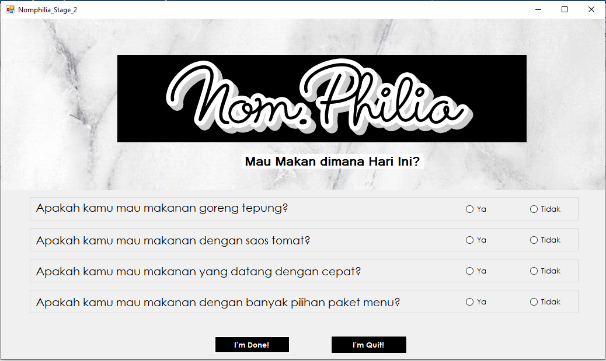 Nomphilia_Stage_2
Nom.Philia
Mau Makan dimana Hari Ini?
Apakah kamu mau makanan goreng tepung? Ya Tidak
Apakah kamu mau makanan dengan saos tomat? Ya Tidak
Apakah kamu mau makanan yang datang dengan cepat? Ya Tidak
Apakah kamu mau makanan dengan banyak pilihan paket menu? Ya Tidak
I'm Done! I'm Quit!